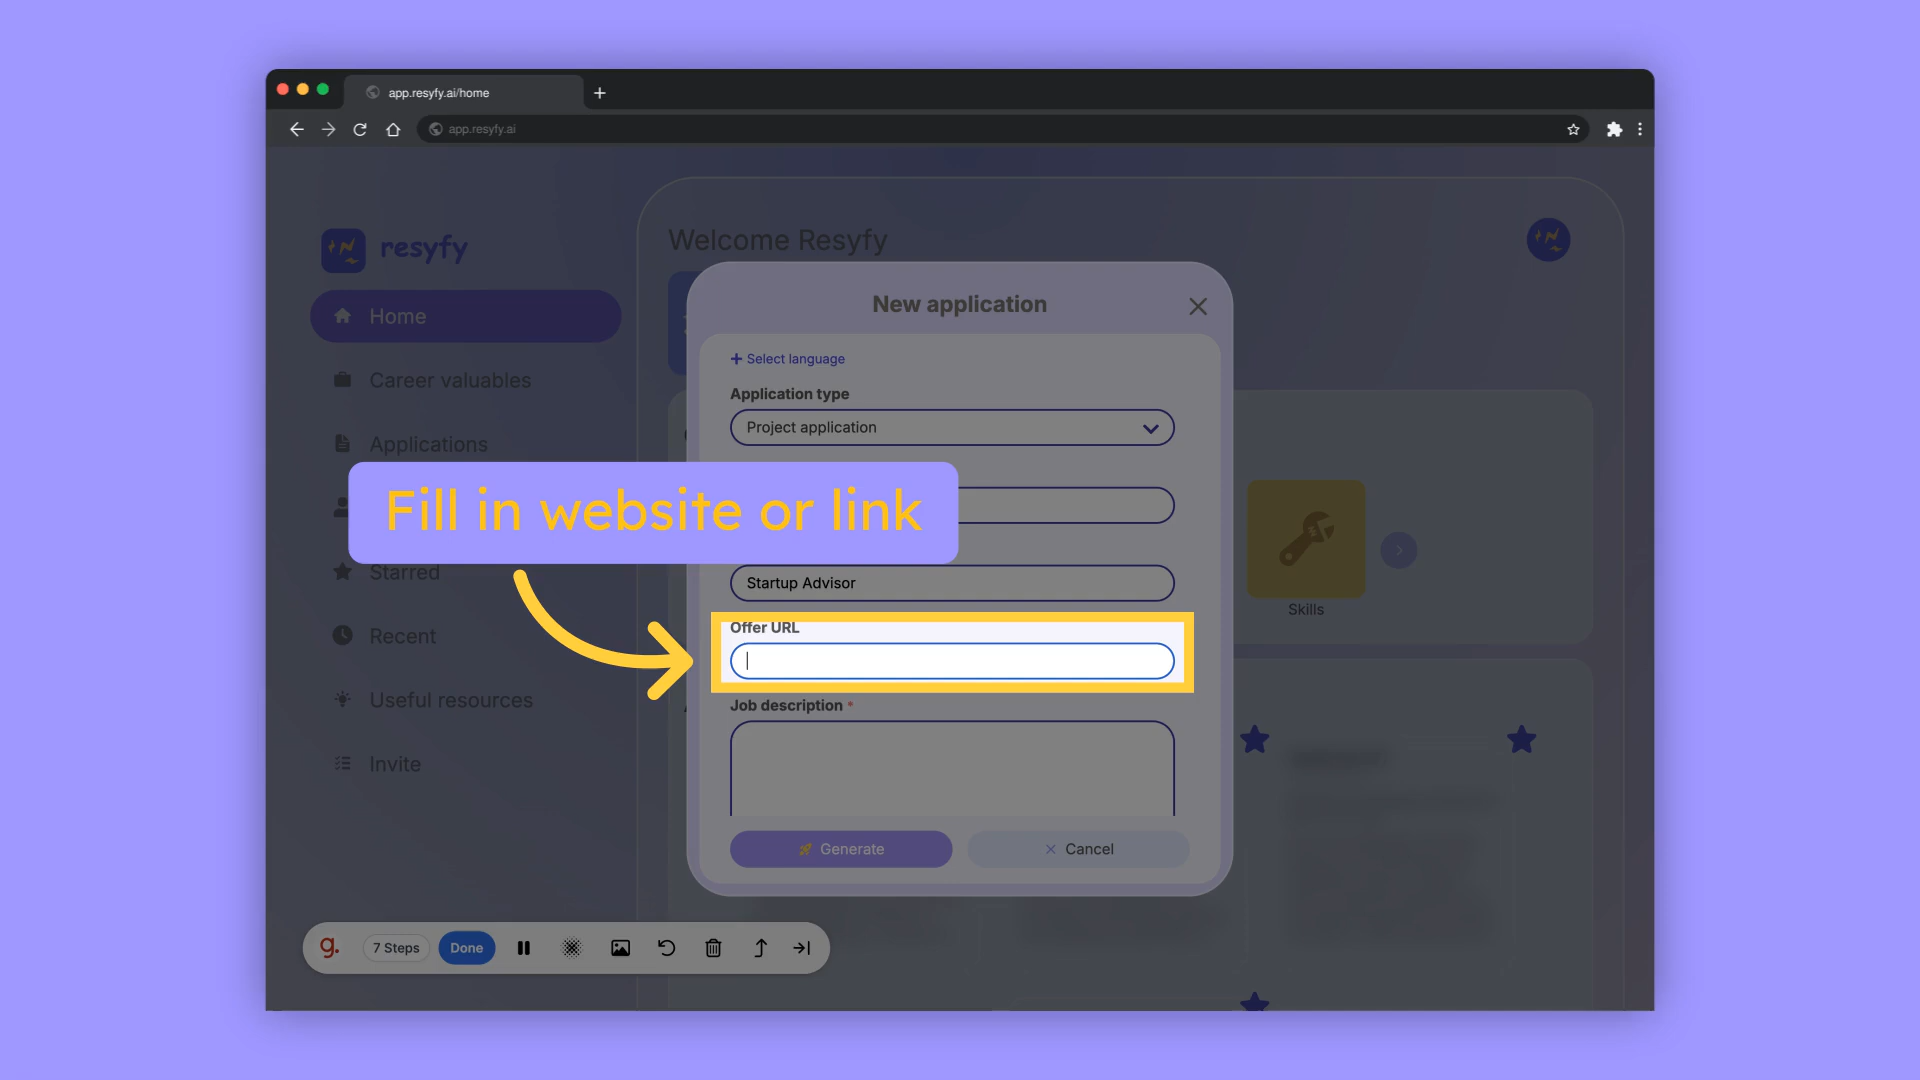 app.resyfy.ai/home
app.resyfy.ai
resyfy
Welcome Resyfy
Home
Career valuables
Applications
Starred
Recent
Useful resources
Invite
New application
Select language
Application type
Project application
Fill in website or link
Startup Advisor
Offer URL
Job description *
Generate
Cancel
Skills
g.
7 Steps
Done